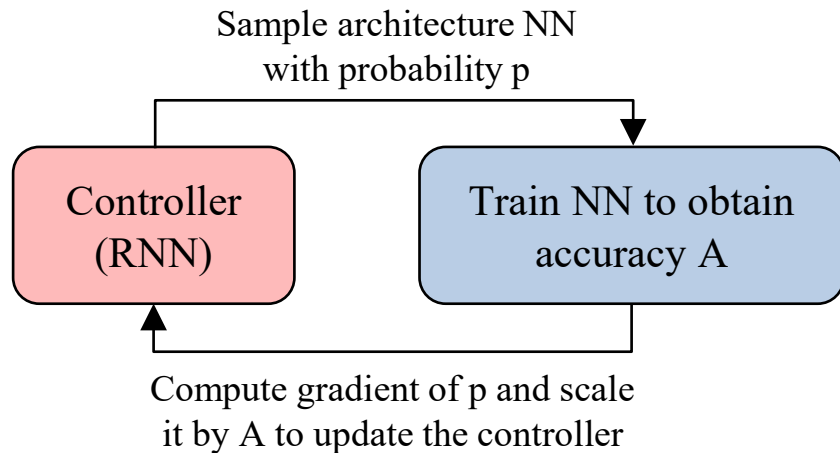 Sample architecture NN
with probability p
Controller
(RNN)
Train NN to obtain
accuracy A
Compute gradient of p and scale
it by A to update the controller